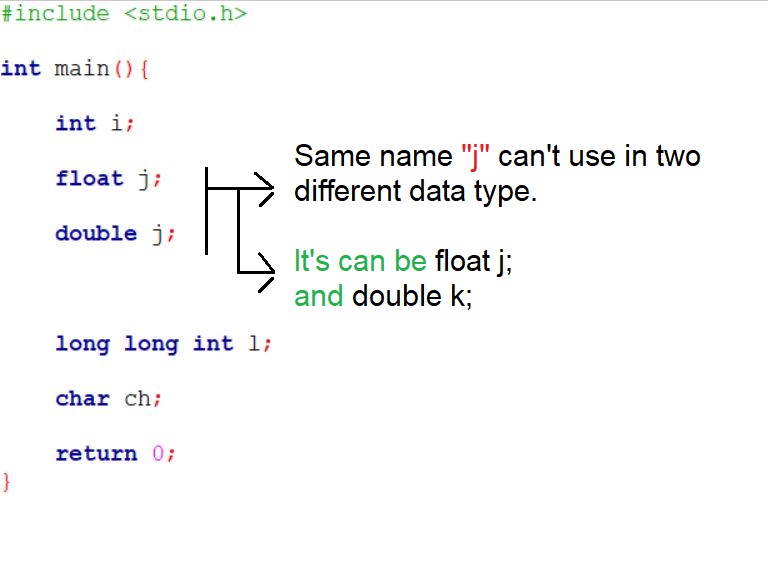 #include <stdio.h>
int main(){
int i;
float j;
double j;
Same name "j" can't use in two
different data type.
It's can be float j;
and double k;
long long int l;
char ch;
return 0;
}